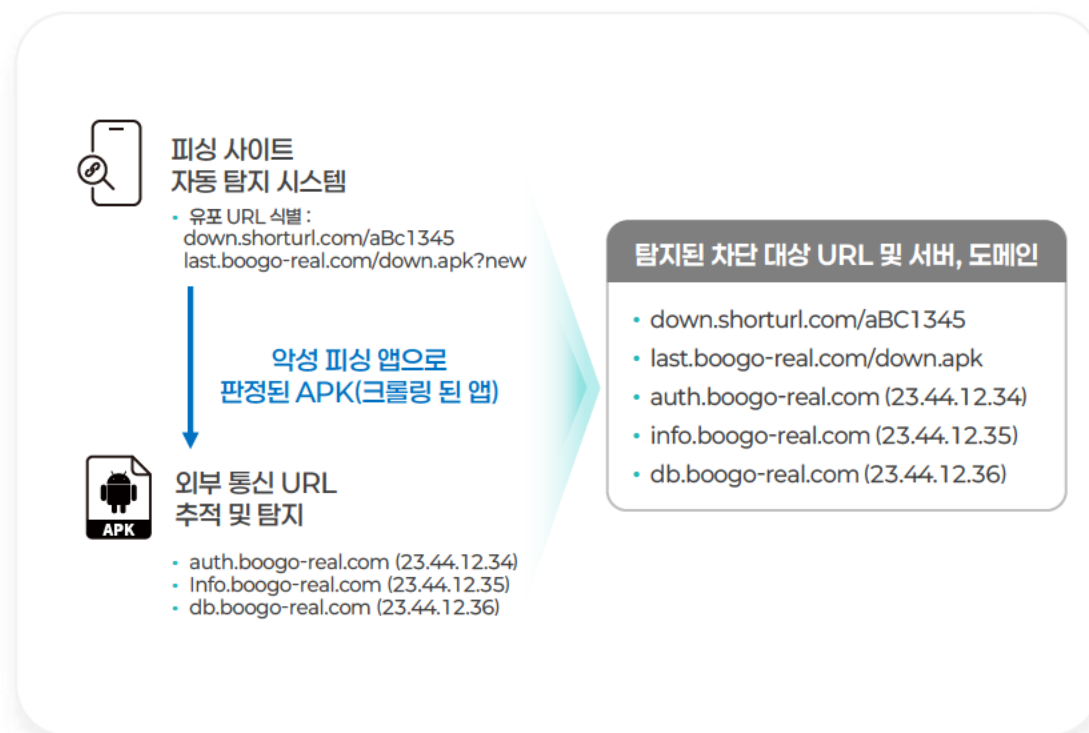 피싱 사이트
자동 탐지 시스템
• 유포 URL 식별 :
down.shorturl.com/aBc1345
last.boogo-real.com/down.apk?new
악성 피싱 앱으로
판정된 APK(크롤링 된 앱)
APK
외부 통신 URL
추적 및 탐지
• auth.boogo-real.com (23.44.12.34)
• Info.boogo-real.com (23.44.12.35)
• db.boogo-real.com (23.44.12.36)
탐지된 차단 대상 URL 및 서버, 도메인
• down.shorturl.com/aBC1345
• last.boogo-real.com/down.apk
• auth.boogo-real.com (23.44.12.34)
• info.boogo-real.com (23.44.12.35)
• db.boogo-real.com (23.44.12.36)